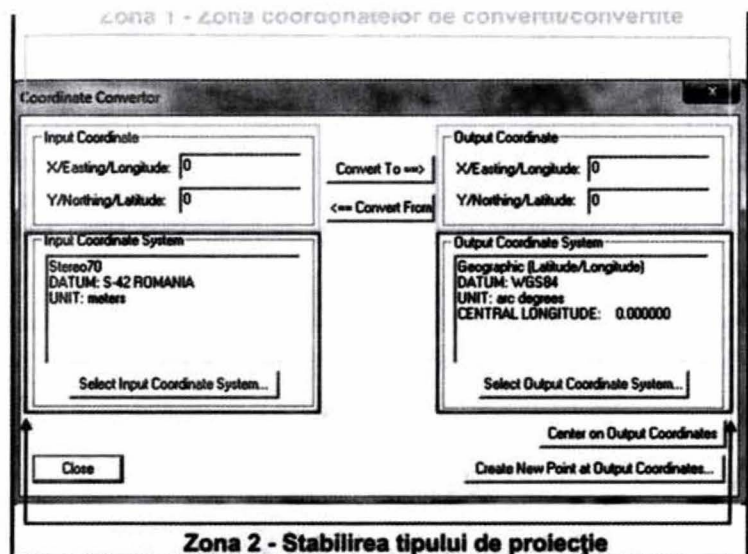 Zona 1 - Zona coordonatelor de convertit/convertite
Coordinate Convertor
Input Coordinate
X/Easting/Longitude: 0
Y/Northing/Latitude: 0
Convert To ==>
<== Convert From
Output Coordinate
X/Easting/Longitude: 0
Y/Northing/Latitude: 0
Input Coordinate System
Stereo70
DATUM: S-42 ROMANIA
UNIT: meters
Select Input Coordinate System...
Output Coordinate System
Geographic (Latitude/Longitude)
DATUM: WGS84
UNIT: arc degrees
CENTRAL LONGITUDE: 0.000000
Select Output Coordinate System...
Center on Output Coordinates
Close
Create New Point at Output Coordinates...
Zona 2 - Stabilirea tipului de proiecție